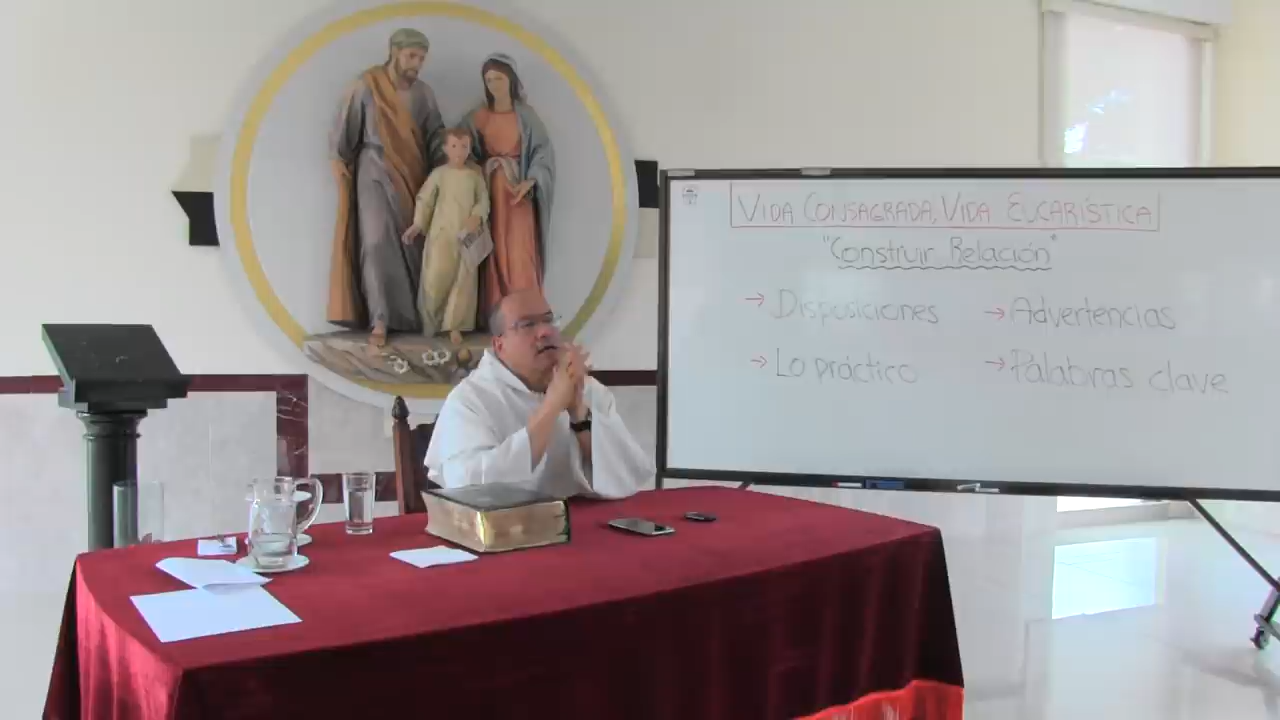 VIDA CONSAGRADA, VIDA EUCARÍSTICA
"Construir Relación"
→ Disposiciones → Advertencias
→ Lo práctico → Palabras clave